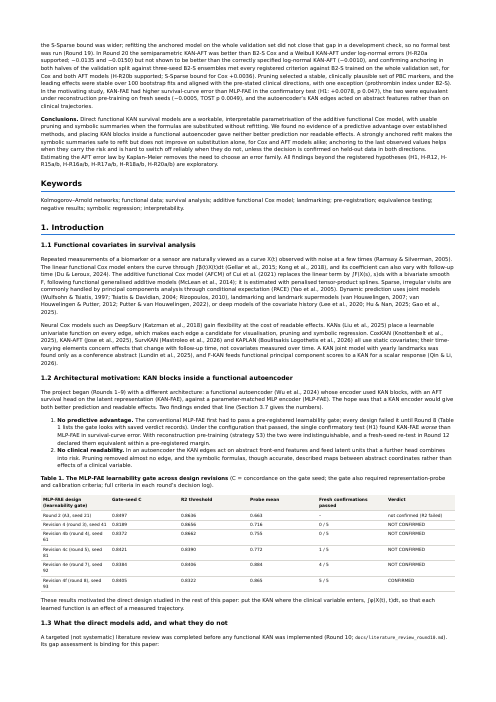 the S-Sparse bound was wider; refitting the anchored model on the whole validation set did not close that gap in a development check, so no formal test
was run (Round 19). In Round 20 the semiparametric KAN-AFT was better than B2-S Cox and a Weibull KAN-AFT under log-normal errors (H-R20a
supported; −0.0135 and −0.0150) but not shown to be better than the correctly specified log-normal KAN-AFT (−0.0010), and confirming anchoring in
both halves of the validation split against three-seed B2-S ensembles met every registered criterion against B2-S trained on the whole validation set, for
Cox and both AFT models (H-R20b supported; S-Sparse bound for Cox +0.0036). Pruning selected a stable, clinically plausible set of PBC markers, and the
leading effects were stable over 100 bootstrap fits and aligned with the pre-stated clinical directions, with one exception (prothrombin index under B2-S).
In the motivating study, KAN-FAE had higher survival-curve error than MLP-FAE in the confirmatory test (H1: +0.0078, p 0.047), the two were equivalent
under reconstruction pre-training on fresh seeds (−0.0005, TOST p 0.0049), and the autoencoder's KAN edges acted on abstract features rather than on
clinical trajectories.
Conclusions. Direct functional KAN survival models are a workable, interpretable parametrisation of the additive functional Cox model, with usable
pruning and symbolic summaries when the formulas are substituted without refitting. We found no evidence of a predictive advantage over established
methods, and placing KAN blocks inside a functional autoencoder gave neither better prediction nor readable effects. A strongly anchored refit makes the
symbolic summaries safe to refit but does not improve on substitution alone, for Cox and AFT models alike; anchoring to the last observed values helps
when they carry the risk and is hard to switch off reliably when they do not, unless the decision is confirmed on held-out data in both directions.
Estimating the AFT error law by Kaplan-Meier removes the need to choose an error family. All findings beyond the registered hypotheses (H1, H-R12, H-
R15a/b, H-R16a/b, H-R17a/b, H-R18a/b, H-R20a/b) are exploratory.
Keywords
Kolmogorov–Arnold networks; functional data; survival analysis; additive functional Cox model; landmarking; pre-registration; equivalence testing;
negative results; symbolic regression; interpretability.
1. Introduction
1.1 Functional covariates in survival analysis
Repeated measurements of a biomarker or a sensor are naturally viewed as a curve X(t) observed with noise at a few times (Ramsay & Silverman, 2005).
The linear functional Cox model enters the curve through ∫β(t)X(t)dt (Gellar et al., 2015; Kong et al., 2018), and its coefficient can also vary with follow-up
time (Du & Leroux, 2024). The additive functional Cox model (AFCM) of Cui et al. (2021) replaces the linear term by ∫F(X(s), s)ds with a bivariate smooth
F, following functional generalised additive models (McLean et al., 2014); it is estimated with penalised tensor-product splines. Sparse, irregular visits are
commonly handled by principal components analysis through conditional expectation (PACE) (Yao et al., 2005). Dynamic prediction uses joint models
(Wulfsohn & Tsiatis, 1997; Tsiatis & Davidian, 2004; Rizopoulos, 2010), landmarking and landmark supermodels (van Houwelingen, 2007; van
Houwelingen & Putter, 2012; Putter & van Houwelingen, 2022), or deep models of the covariate history (Lee et al., 2020; Hu & Nan, 2025; Gao et al.,
2025).
Neural Cox models such as DeepSurv (Katzman et al., 2018) gain flexibility at the cost of readable effects. KANs (Liu et al., 2025) place a learnable
univariate function on every edge, which makes each edge a candidate for visualisation, pruning and symbolic regression. CoxKAN (Knottenbelt et al.,
2025), KAN-AFT (Jose et al., 2025), SurvKAN (Mastroleo et al., 2026) and KAPLAN (Boulitsakis Logothetis et al., 2026) all use static covariates; their time-
varying elements concern effects that change with follow-up time, not covariates measured over time. A KAN joint model with yearly landmarks was
found only as a conference abstract (Lundin et al., 2025), and F-KAN feeds functional principal component scores to a KAN for a scalar response (Qin & Li,
2026).
1.2 Architectural motivation: KAN blocks inside a functional autoencoder
The project began (Rounds 1–9) with a different architecture: a functional autoencoder (Wu et al., 2024) whose encoder used KAN blocks, with an AFT
survival head on the latent representation (KAN-FAE), against a parameter-matched MLP encoder (MLP-FAE). The hope was that a KAN encoder would
give both better prediction and readable effects. Two findings ended that line (Section 3.7 gives the numbers).
1. No predictive advantage. The conventional MLP-FAE first had to pass a pre-registered learnability gate; every design failed it until Round 8 (Table
1 lists the gate looks with saved verdict records). Under the configuration that passed, the single confirmatory test (H1) found KAN-FAE worse than
MLP-FAE in survival-curve error. With reconstruction pre-training (strategy S3) the two were indistinguishable, and a fresh-seed re-test in Round 12
declared them equivalent within a pre-registered margin.
2. No clinical readability. In an autoencoder the KAN edges act on abstract basis-function coefficients and feed latent units that a further head combines
into risk. Pruning removed almost no edge, and the symbolic formulas, though accurate, described maps between abstract coordinates rather than
effects of a clinical variable.
Table 1. The MLP-FAE learnability gate across design revisions (C = concordance on the gate seed; the gate also required representation-probe
and calibration criteria; full criteria in each round's decision log).
MLP-FAE design (learnability gate) Gate-seed C R2 threshold Probe mean Fresh confirmations passed Verdict
Round 2 (A3, seed 21) 0.8497 0.8636 0.663 – not confirmed (R2 failed)
Revision 4 (round 3), seed 41 0.8189 0.8656 0.716 0 / 5 NOT CONFIRMED
Revision 4b (round 4), seed 61 0.8372 0.8662 0.755 0 / 5 NOT CONFIRMED
Revision 4c (round 5), seed 81 0.8421 0.8390 0.772 1 / 5 NOT CONFIRMED
Revision 4e (round 7), seed 92 0.8384 0.8406 0.884 4 / 5 NOT CONFIRMED
Revision 4f (round 8), seed 93 0.8405 0.8322 0.865 5 / 5 CONFIRMED
These results motivated the direct design studied in the rest of this paper: put the KAN where the clinical variable enters, ∫φ(X(t), t)dt, so that each
learned function is an effect of a measured trajectory.
1.3 What the direct models add, and what they do not
A targeted (not systematic) literature review was completed before any functional KAN was implemented (Round 10; docs/literature_review_round10.md).
Its gap assessment is binding for this paper: